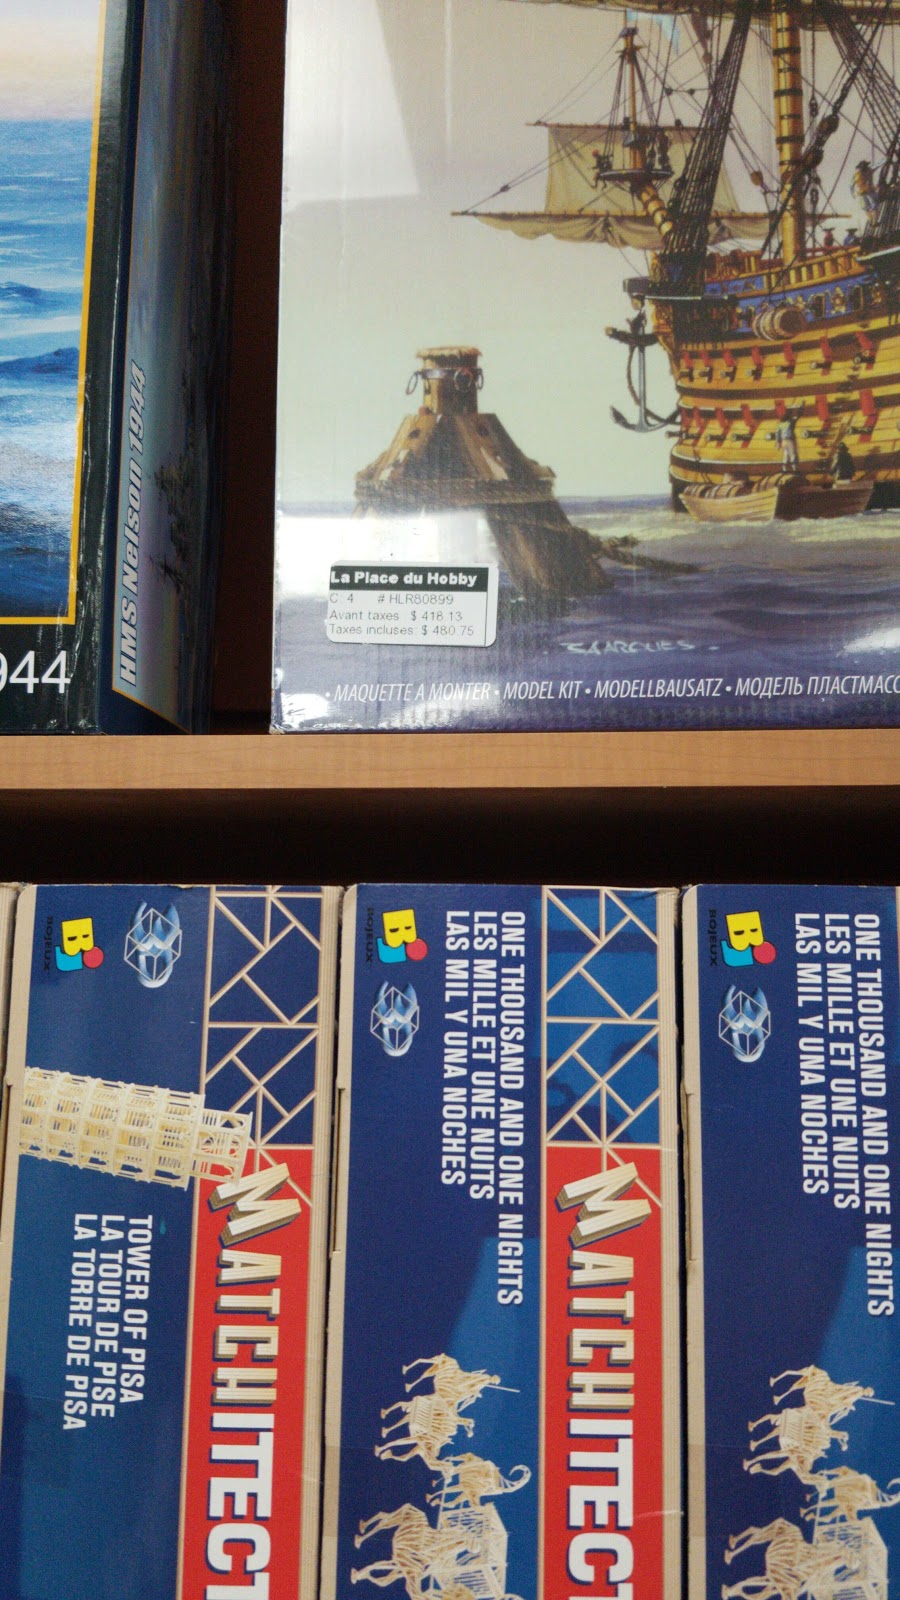 944
HMS Nelson 1944
La Place du Hobby
C: 4 # HLR80899
Avant taxes $ 418.13
Taxes incluses: $ 480.75
• MAQUETTE A MONTER • MODEL KIT • MODELLBAUSATZ • МОДЕЛЬ ПЛАСТМАСС
BOJEUX
TOWER OF PISA
LA TOUR DE PISE
LA TORRE DE PISA
MATCHITECT
BOJEUX
ONE THOUSAND AND ONE NIGHTS
LES MILLE ET UNE NUITS
LAS MIL Y UNA NOCHES
MATCHITECT
BOJEUX
ONE THOUSAND AND ONE NIGHTS
LES MILLE ET UNE NUITS
LAS MIL Y UNA NOCHES